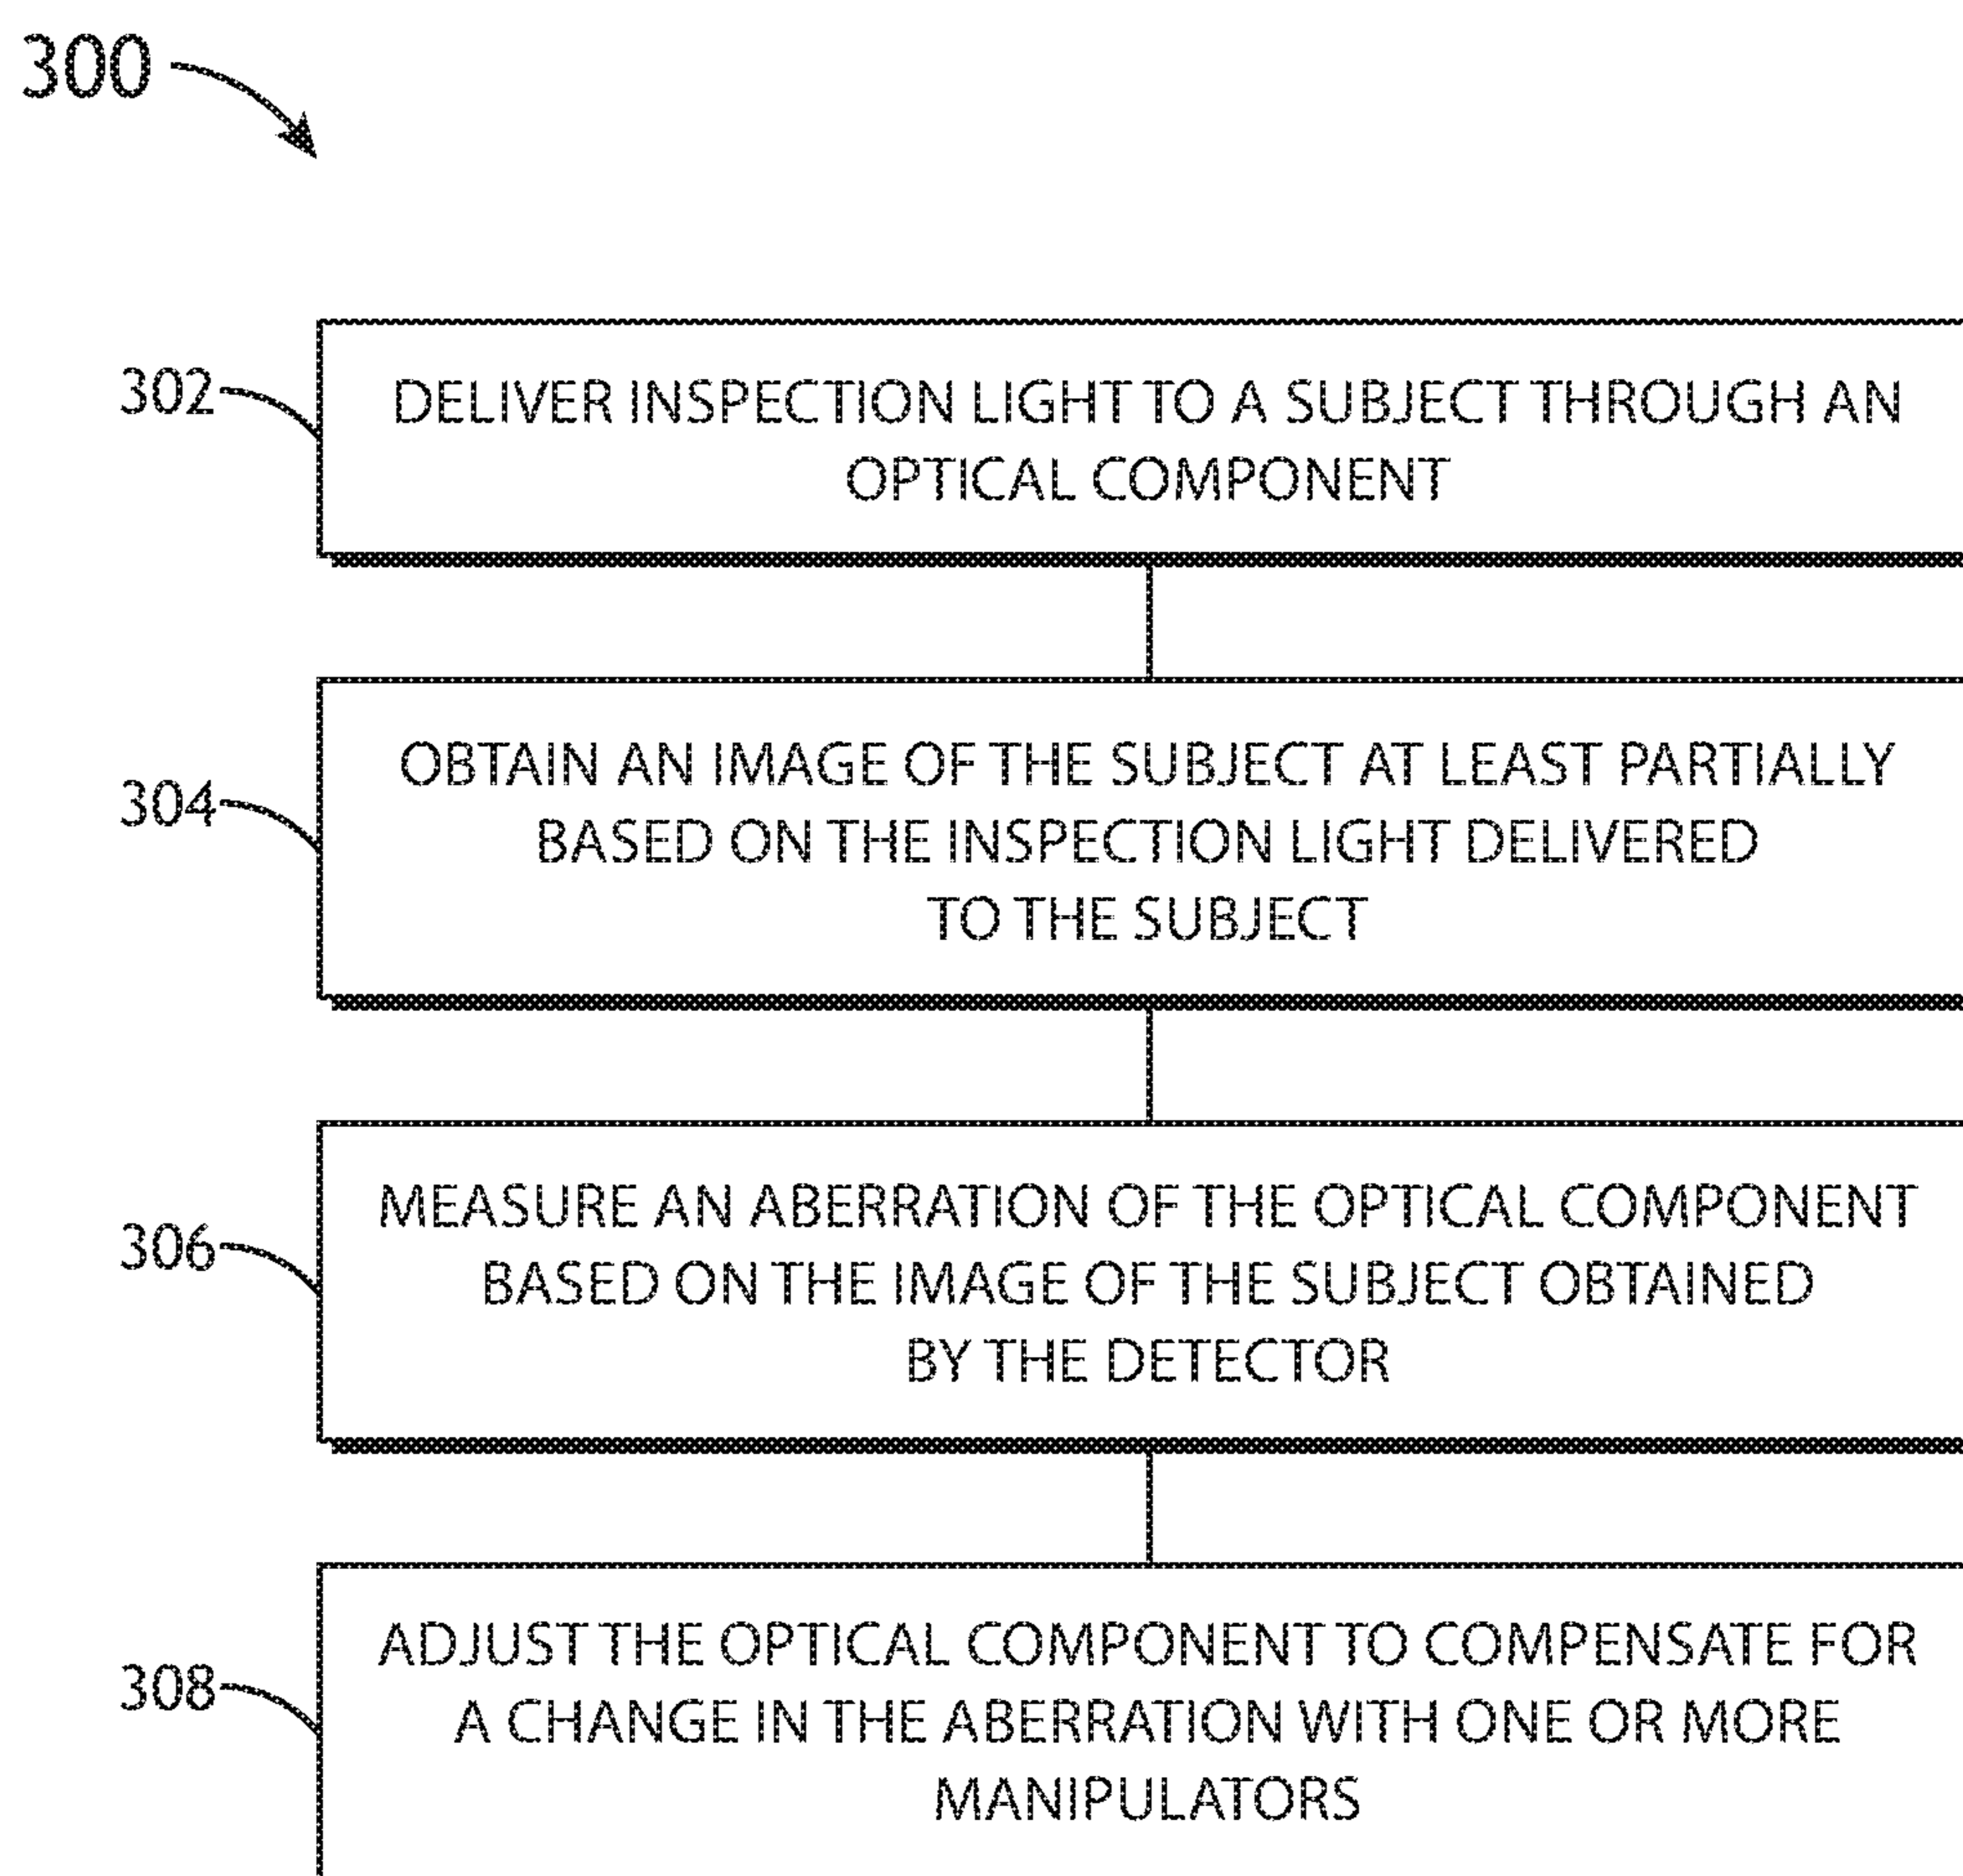 300
302
DELIVER INSPECTION LIGHT TO A SUBJECT THROUGH AN
OPTICAL COMPONENT
304
OBTAIN AN IMAGE OF THE SUBJECT AT LEAST PARTIALLY
BASED ON THE INSPECTION LIGHT DELIVERED
TO THE SUBJECT
306
MEASURE AN ABERRATION OF THE OPTICAL COMPONENT
BASED ON THE IMAGE OF THE SUBJECT OBTAINED
BY THE DETECTOR
308
ADJUST THE OPTICAL COMPONENT TO COMPENSATE FOR
A CHANGE IN THE ABERRATION WITH ONE OR MORE
MANIPULATORS